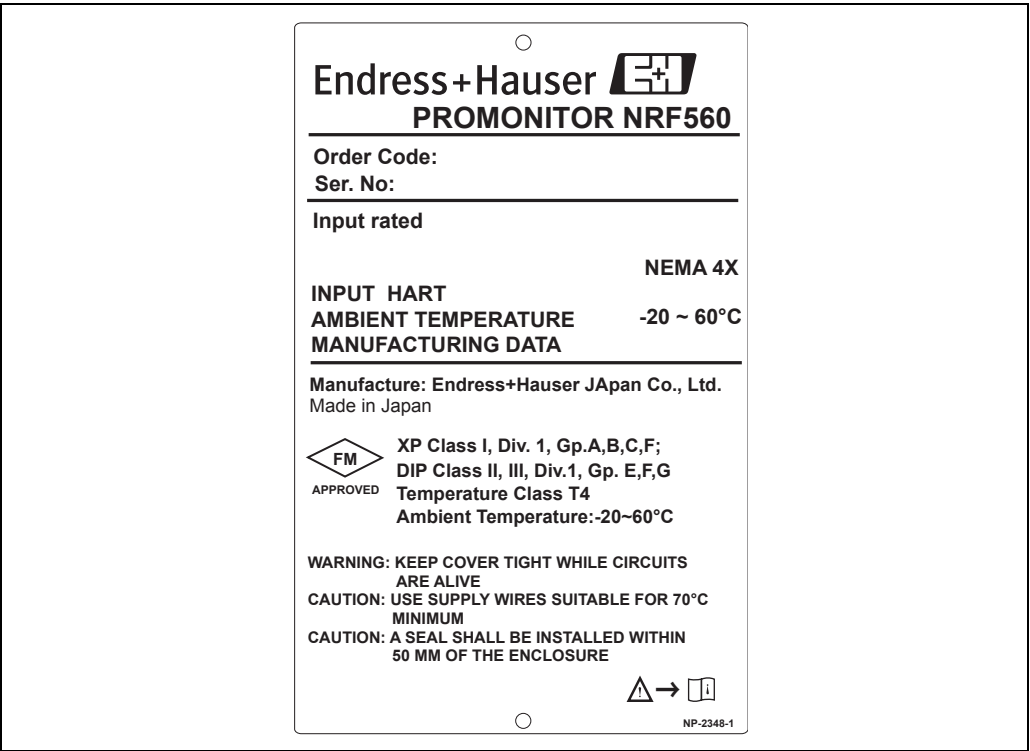 Endress+Hauser E+H
PROMONITOR NRF560
Order Code:
Ser. No:
Input rated
NEMA 4X
INPUT HART
AMBIENT TEMPERATURE -20 ~ 60°C
MANUFACTURING DATA
Manufacture: Endress+Hauser JApan Co., Ltd.
Made in Japan
FM
APPROVED
XP Class I, Div. 1, Gp.A,B,C,F;
DIP Class II, III, Div.1, Gp. E,F,G
Temperature Class T4
Ambient Temperature:-20~60°C
WARNING: KEEP COVER TIGHT WHILE CIRCUITS
ARE ALIVE
CAUTION: USE SUPPLY WIRES SUITABLE FOR 70°C
MINIMUM
CAUTION: A SEAL SHALL BE INSTALLED WITHIN
50 MM OF THE ENCLOSURE
NP-2348-1